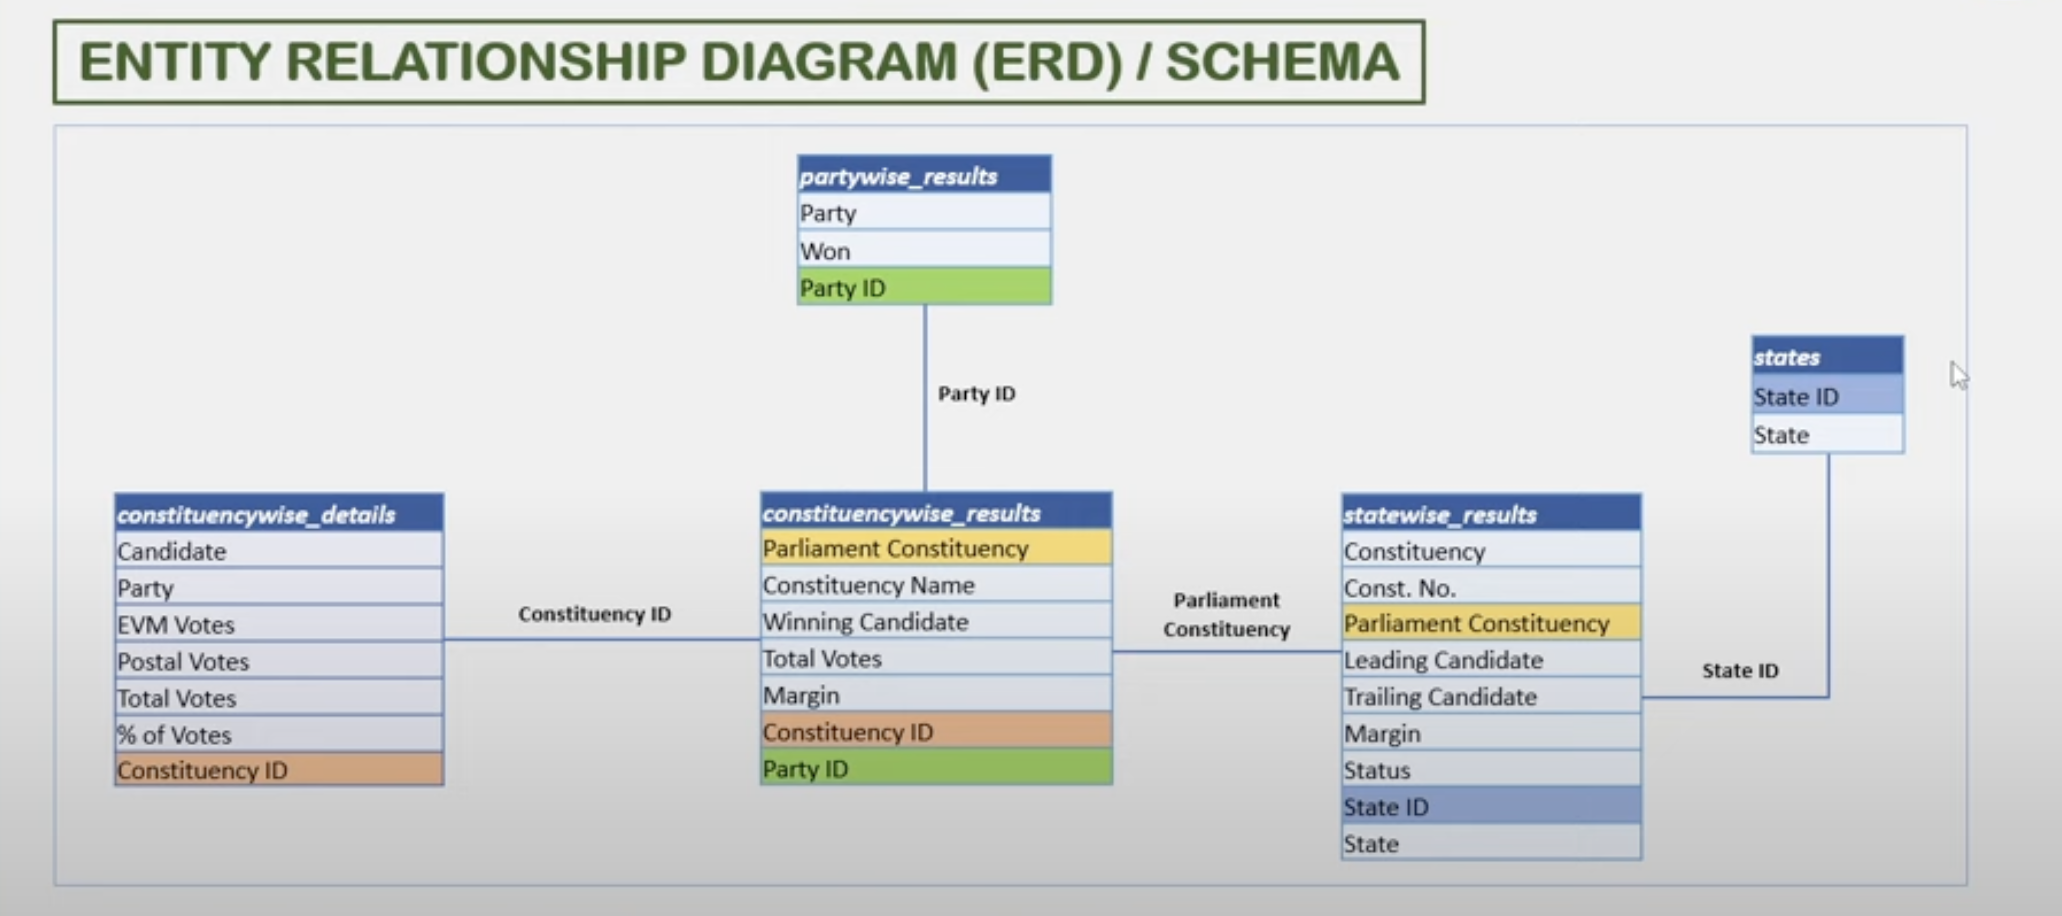 ENTITY RELATIONSHIP DIAGRAM (ERD) / SCHEMA
partywise_results
Party
Won
Party ID
Party ID
states
State ID
State
constituencywise_details
Candidate
Party
EVM Votes
Postal Votes
Total Votes
% of Votes
Constituency ID
Constituency ID
constituencywise_results
Parliament Constituency
Constituency Name
Winning Candidate
Total Votes
Margin
Constituency ID
Party ID
Parliament
Constituency
statewise_results
Constituency
Const. No.
Parliament Constituency
Leading Candidate
Trailing Candidate
Margin
Status
State ID
State
State ID